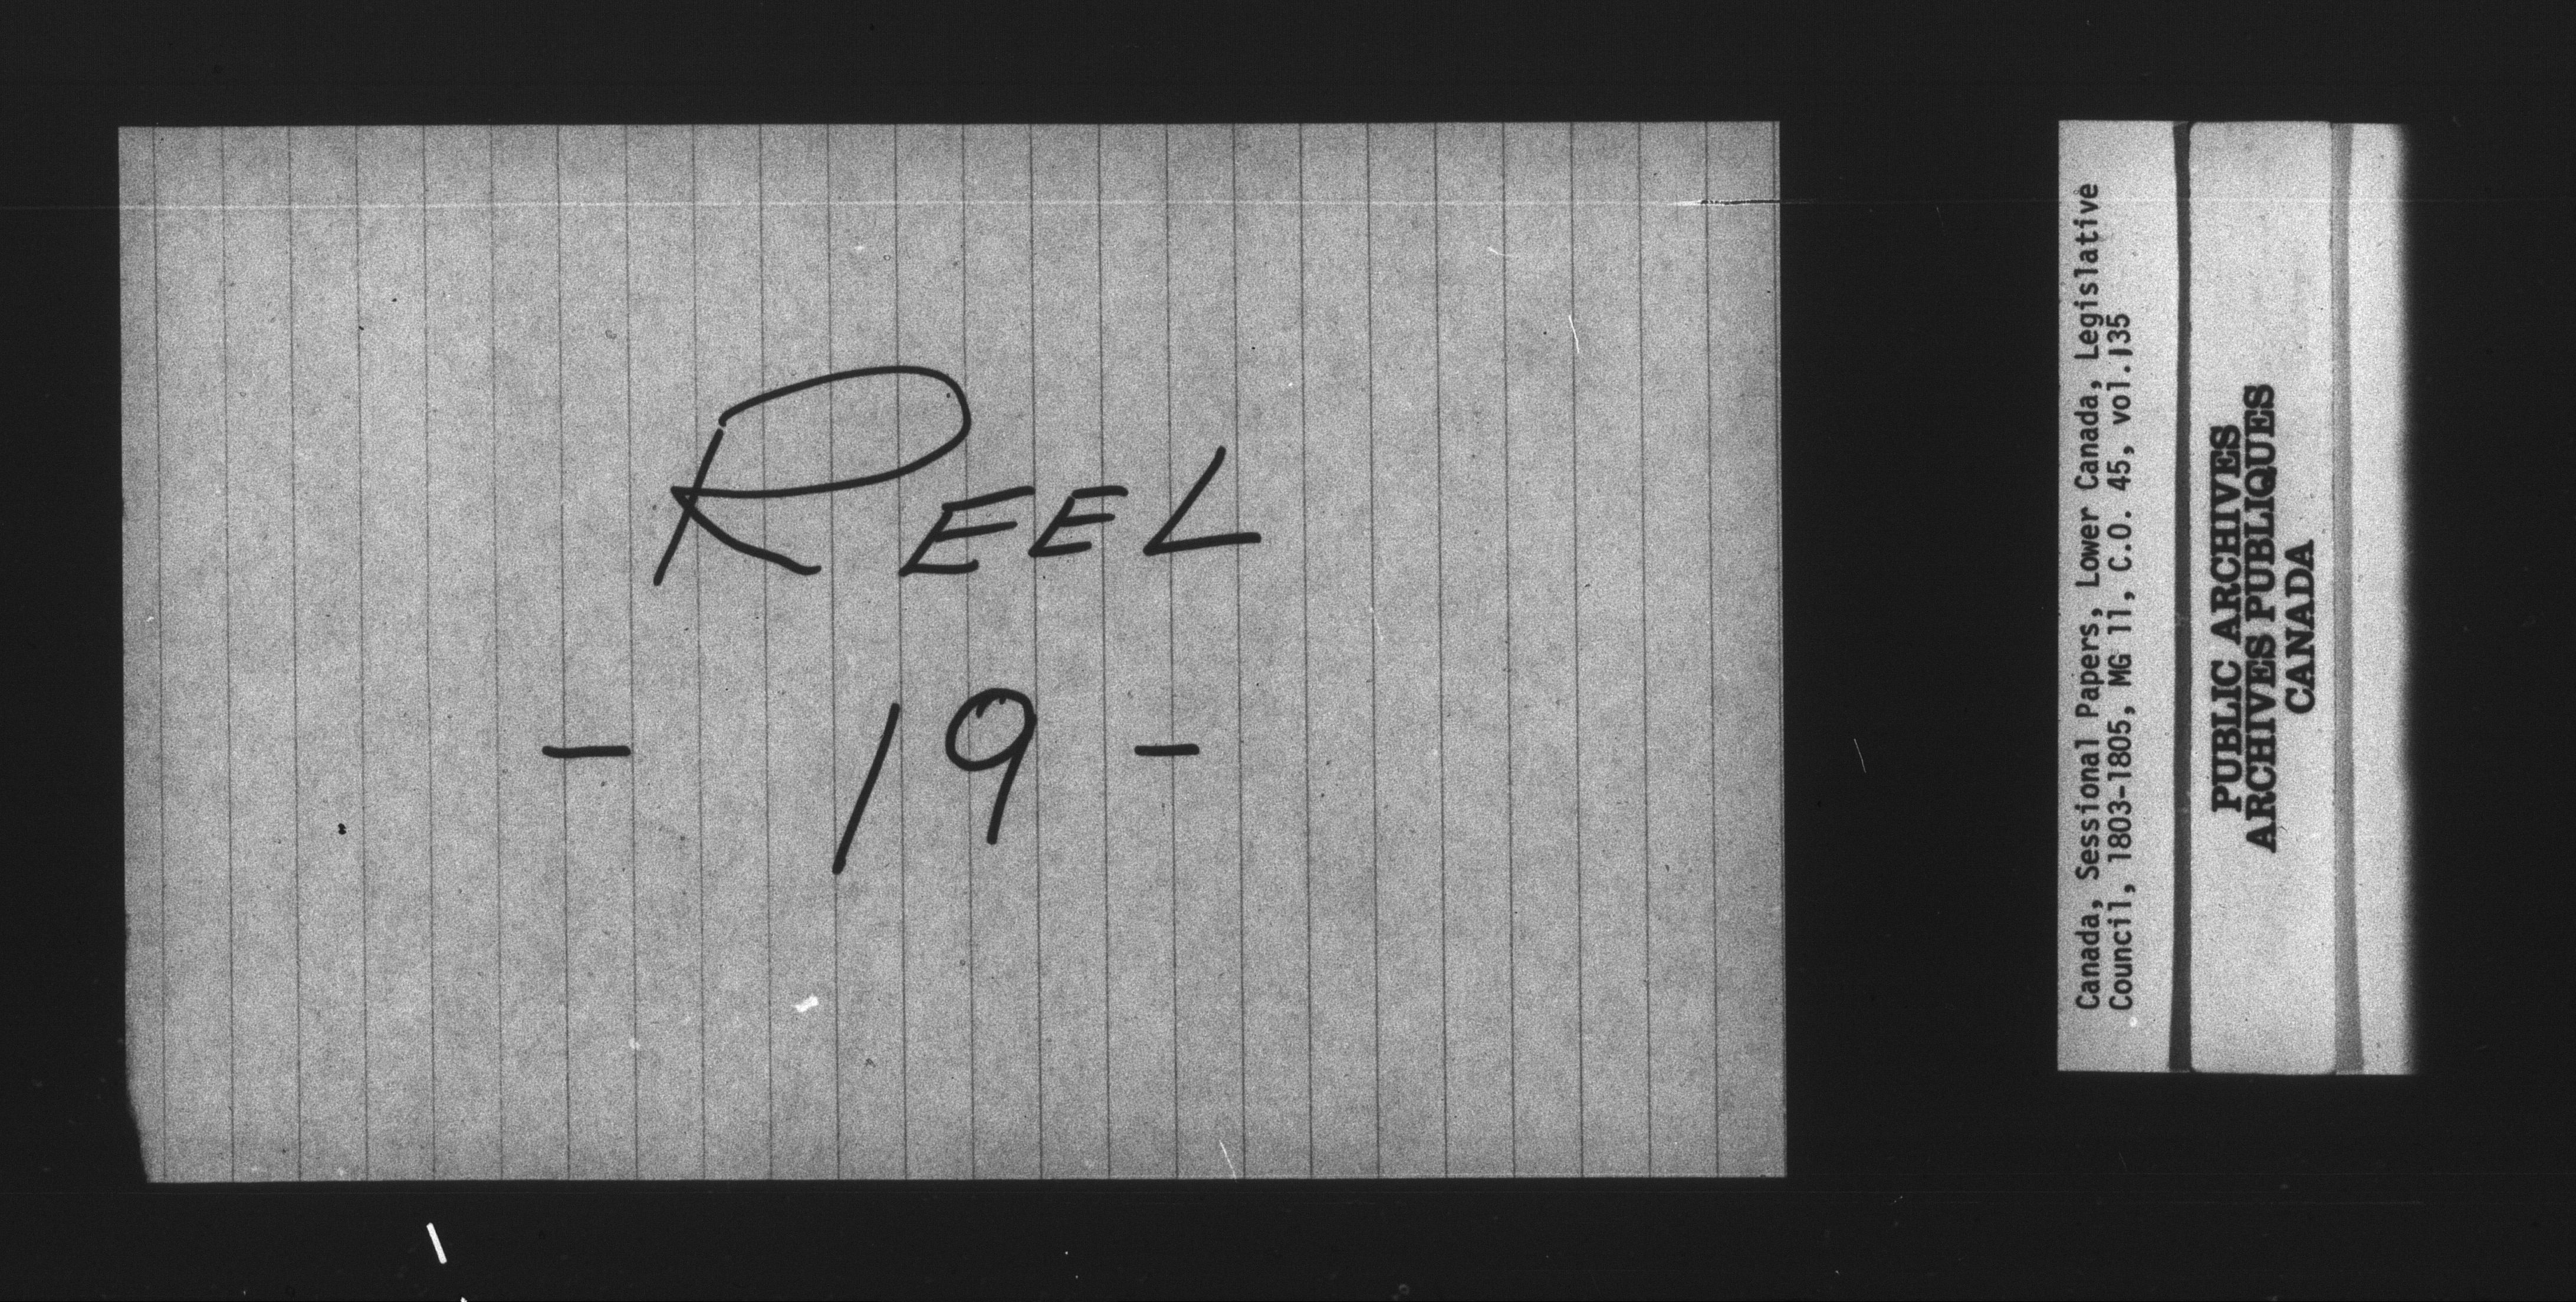 REEL
- 19 -
Canada, Sessional Papers, Lower Canada, Legislative
Council, 1803-1805, MG 11, C.O. 45, vol.135
PUBLIC ARCHIVES
ARCHIVES PUBLIQUES
CANADA